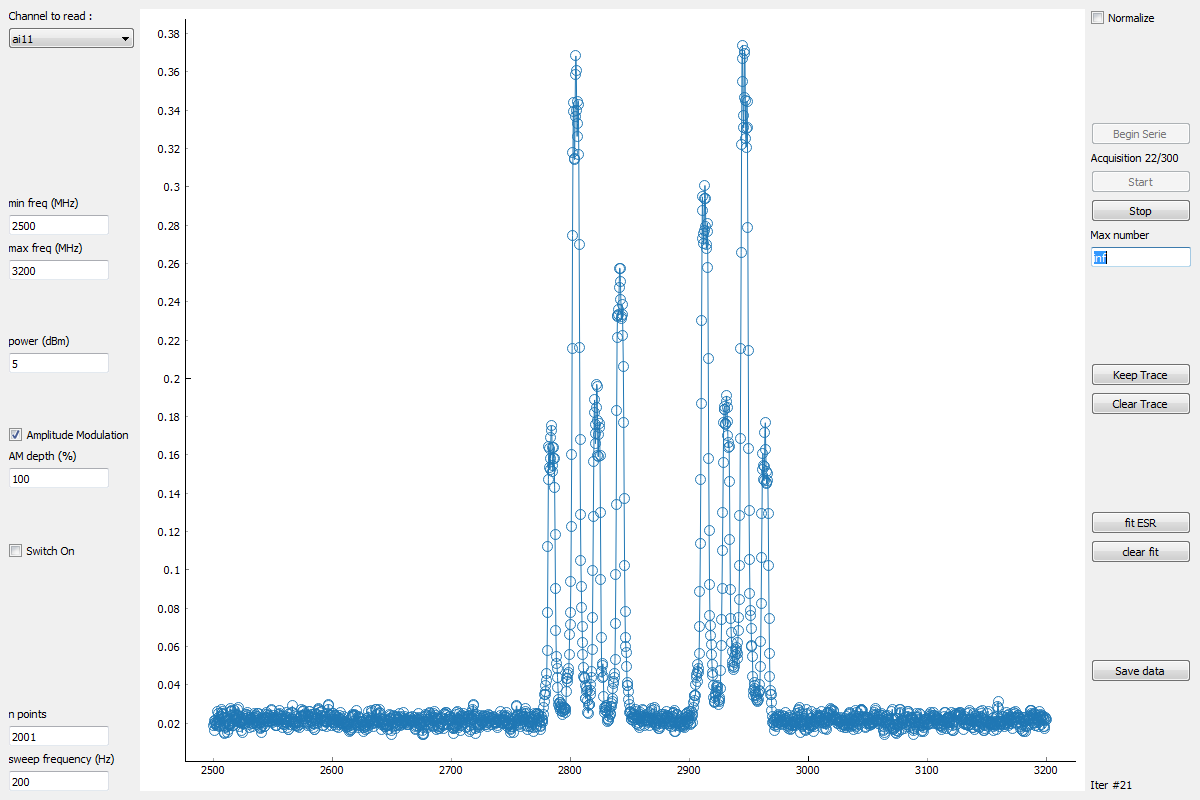 Channel to read :
ai11
min freq (MHz)
2500
max freq (MHz)
3200
power (dBm)
5
Amplitude Modulation
AM depth (%)
100
Switch On
n points
2001
sweep frequency (Hz)
200
0.38
0.36
0.34
0.32
0.3
0.28
0.26
0.24
0.22
0.2
0.18
0.16
0.14
0.12
0.1
0.08
0.06
0.04
0.02
2500 2600 2700 2800 2900 3000 3100 3200
Normalize
Begin Serie
Acquisition 22/300
Start
Stop
Max number
inf
Keep Trace
Clear Trace
fit ESR
clear fit
Save data
Iter #21